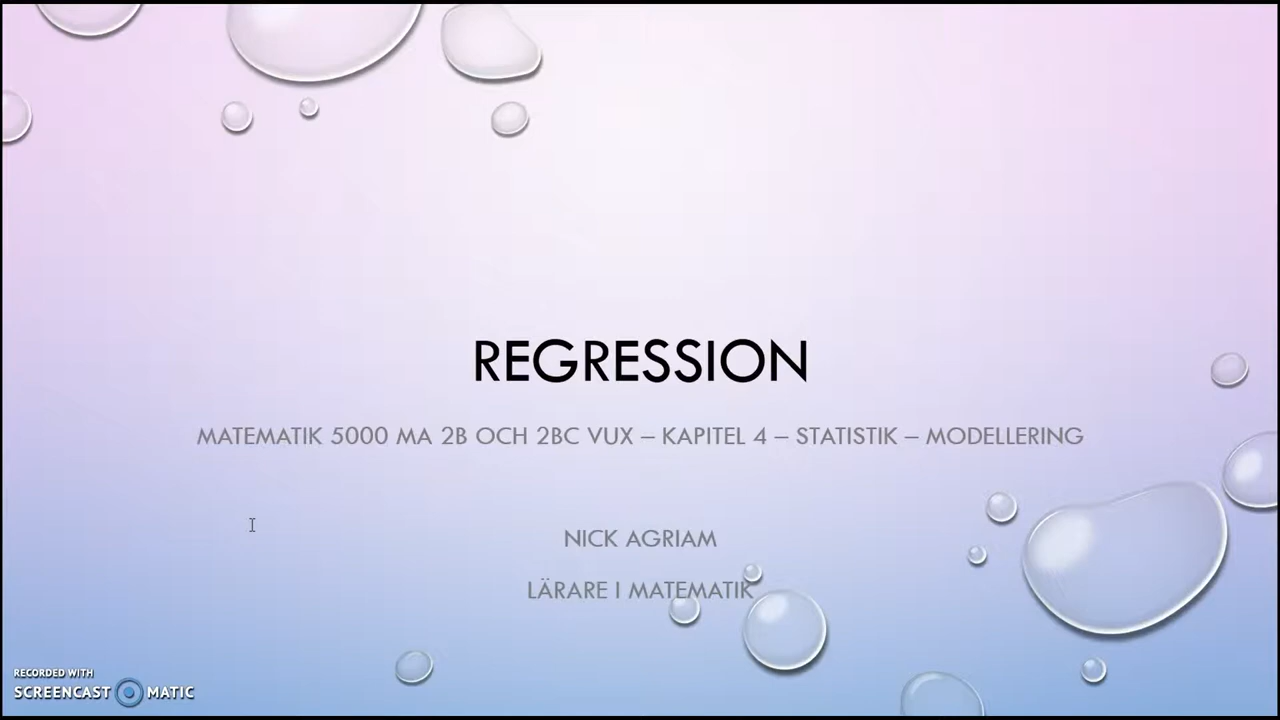 REGRESSION
MATEMATIK 5000 MA 2B OCH 2BC VUX – KAPITEL 4 – STATISTIK – MODELLERING
NICK AGRIAM
LÄRARE I MATEMATIK
RECORDED WITH
SCREENCAST MATIC